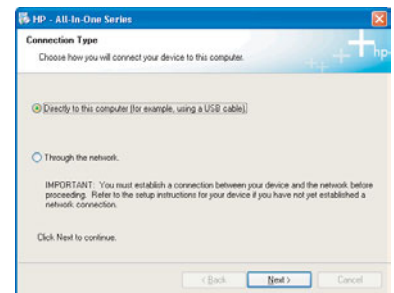 HP - All-In-One Series
Connection Type
Choose how you will connect your device to this computer.
hp
Directly to this computer (for example, using a USB cable).
Through the network.
IMPORTANT: You must establish a connection between your device and the network before
proceeding. Refer to the setup instructions for your device if you have not yet established a
network connection.
Click Next to continue.
< Back
Next >
Cancel